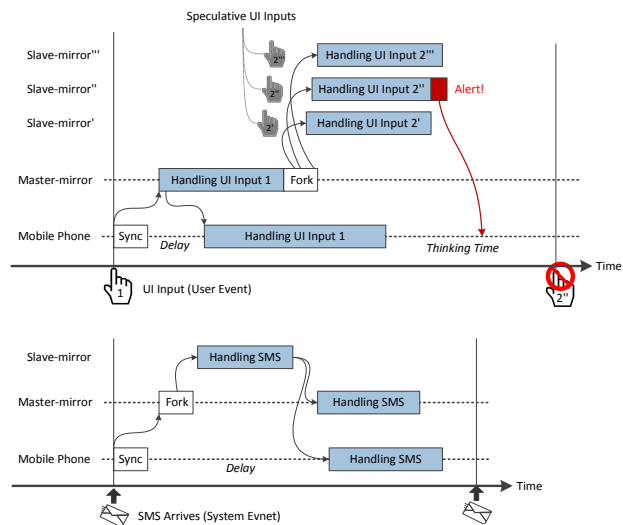 Speculative UI Inputs
Slave-mirror''' 2''' Handling UI Input 2'''
Slave-mirror'' 2'' Handling UI Input 2'' Alert!
Slave-mirror' 2' Handling UI Input 2'
Master-mirror Handling UI Input 1 Fork
Mobile Phone Sync Delay Handling UI Input 1 Thinking Time
Time
1 UI Input (User Event) 2''
Slave-mirror Handling SMS
Master-mirror Fork Handling SMS
Mobile Phone Sync Delay Handling SMS
Time
SMS Arrives (System Evnet)